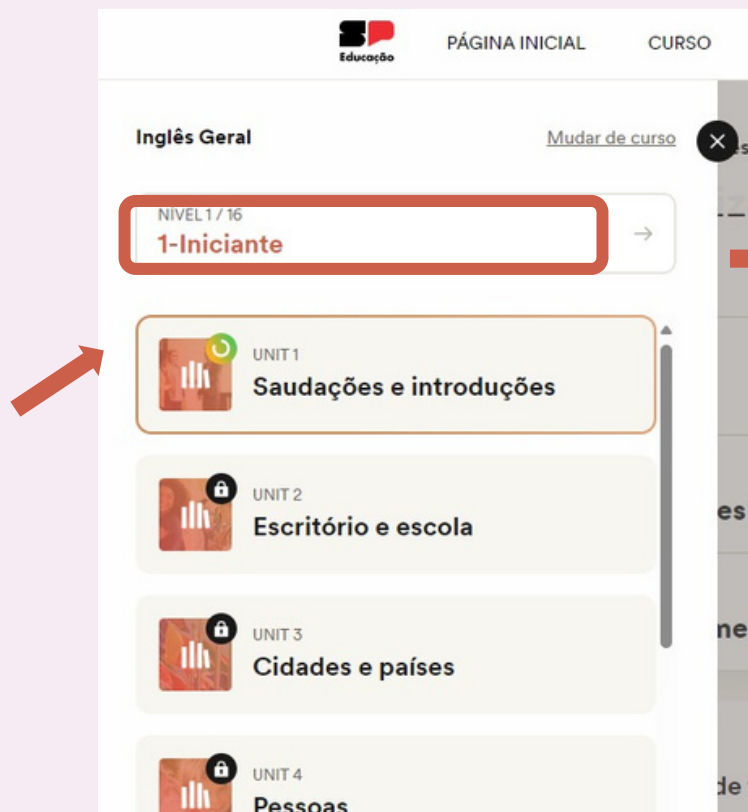 SP
Educação
PÁGINA INICIAL
CURSO
Inglês Geral
Mudar de curso
NÍVEL 1 / 16
1-Iniciante
UNIT 1
Saudações e introduções
UNIT 2
Escritório e escola
UNIT 3
Cidades e países
UNIT 4
Pessoas